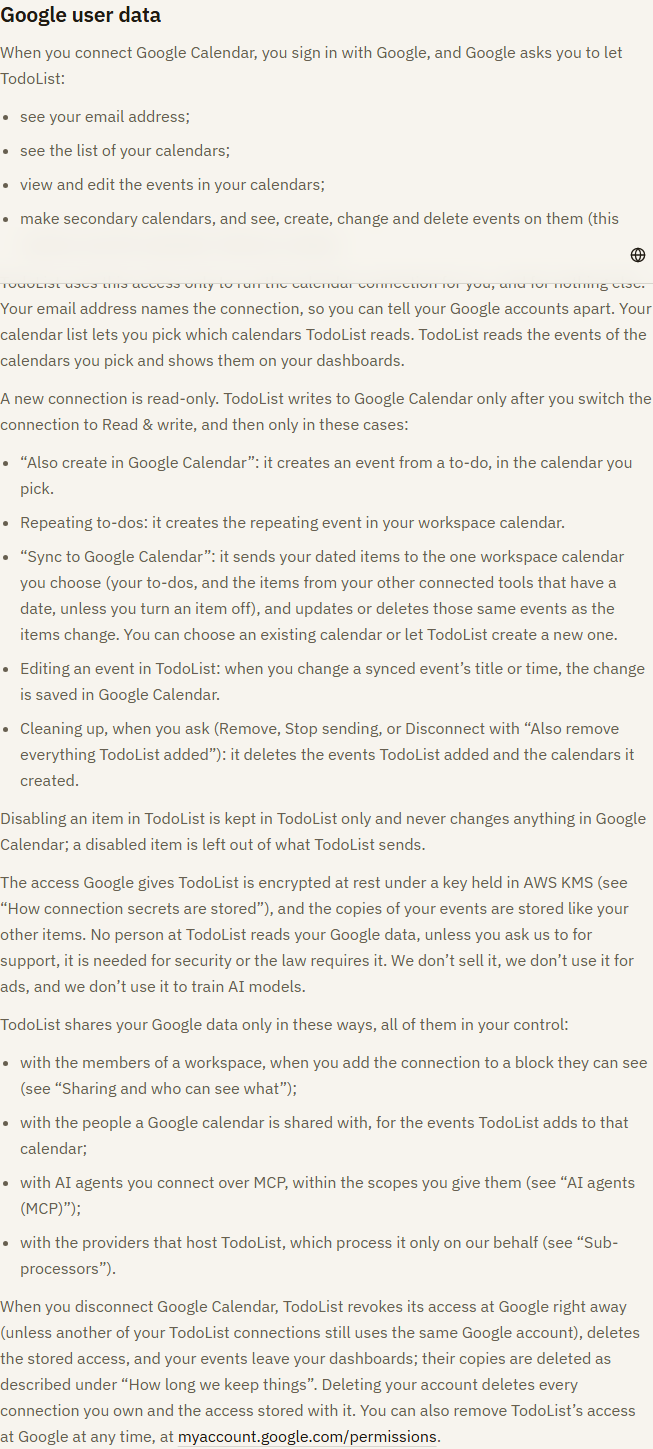 Google user data
When you connect Google Calendar, you sign in with Google, and Google asks you to let
TodoList:
• see your email address;
• see the list of your calendars;
• view and edit the events in your calendars;
• make secondary calendars, and see, create, change and delete events on them (this
TodoList uses this access only to run the calendar connection for you, and for nothing else.
Your email address names the connection, so you can tell your Google accounts apart. Your
calendar list lets you pick which calendars TodoList reads. TodoList reads the events of the
calendars you pick and shows them on your dashboards.
A new connection is read-only. TodoList writes to Google Calendar only after you switch the
connection to Read & write, and then only in these cases:
• “Also create in Google Calendar”: it creates an event from a to-do, in the calendar you
pick.
• Repeating to-dos: it creates the repeating event in your workspace calendar.
• “Sync to Google Calendar”: it sends your dated items to the one workspace calendar
you choose (your to-dos, and the items from your other connected tools that have a
date, unless you turn an item off), and updates or deletes those same events as the
items change. You can choose an existing calendar or let TodoList create a new one.
• Editing an event in TodoList: when you change a synced event’s title or time, the change
is saved in Google Calendar.
• Cleaning up, when you ask (Remove, Stop sending, or Disconnect with “Also remove
everything TodoList added”): it deletes the events TodoList added and the calendars it
created.
Disabling an item in TodoList is kept in TodoList only and never changes anything in Google
Calendar; a disabled item is left out of what TodoList sends.
The access Google gives TodoList is encrypted at rest under a key held in AWS KMS (see
“How connection secrets are stored”), and the copies of your events are stored like your
other items. No person at TodoList reads your Google data, unless you ask us to for
support, it is needed for security or the law requires it. We don’t sell it, we don’t use it for
ads, and we don’t use it to train AI models.
TodoList shares your Google data only in these ways, all of them in your control:
• with the members of a workspace, when you add the connection to a block they can see
(see “Sharing and who can see what”);
• with the people a Google calendar is shared with, for the events TodoList adds to that
calendar;
• with AI agents you connect over MCP, within the scopes you give them (see “AI agents
(MCP)”);
• with the providers that host TodoList, which process it only on our behalf (see “Sub-
processors”).
When you disconnect Google Calendar, TodoList revokes its access at Google right away
(unless another of your TodoList connections still uses the same Google account), deletes
the stored access, and your events leave your dashboards; their copies are deleted as
described under “How long we keep things”. Deleting your account deletes every
connection you own and the access stored with it. You can also remove TodoList’s access
at Google at any time, at myaccount.google.com/permissions.